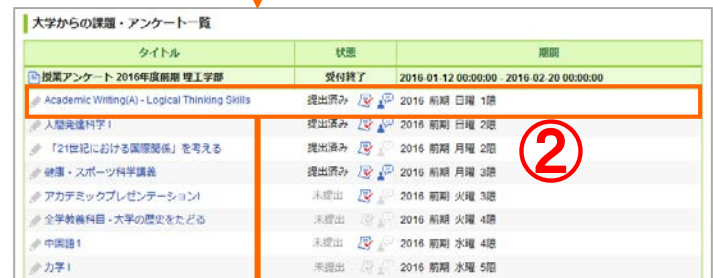 大学からの課題・アンケート一覧
タイトル 状態 期間
授業アンケート 2016年度前期 理工学部 受付終了 2016-01-12 00:00:00 - 2016-02-20 00:00:00
Academic Writing(A) - Logical Thinking Skills 提出済み 2016 前期 日曜 1限
人間発達科学 I 提出済み 2016 前期 日曜 2限
「21世紀における国際関係」を考える 提出済み 2016 前期 月曜 2限
健康・スポーツ科学講義 提出済み 2016 前期 月曜 3限
アカデミックプレゼンテーションI 未提出 2016 前期 火曜 3限
全学教養科目 - 大学の歴史をたどる 未提出 2016 前期 火曜 4限
中国語1 未提出 2016 前期 水曜 4限
力学 I 未提出 2016 前期 水曜 5限
②